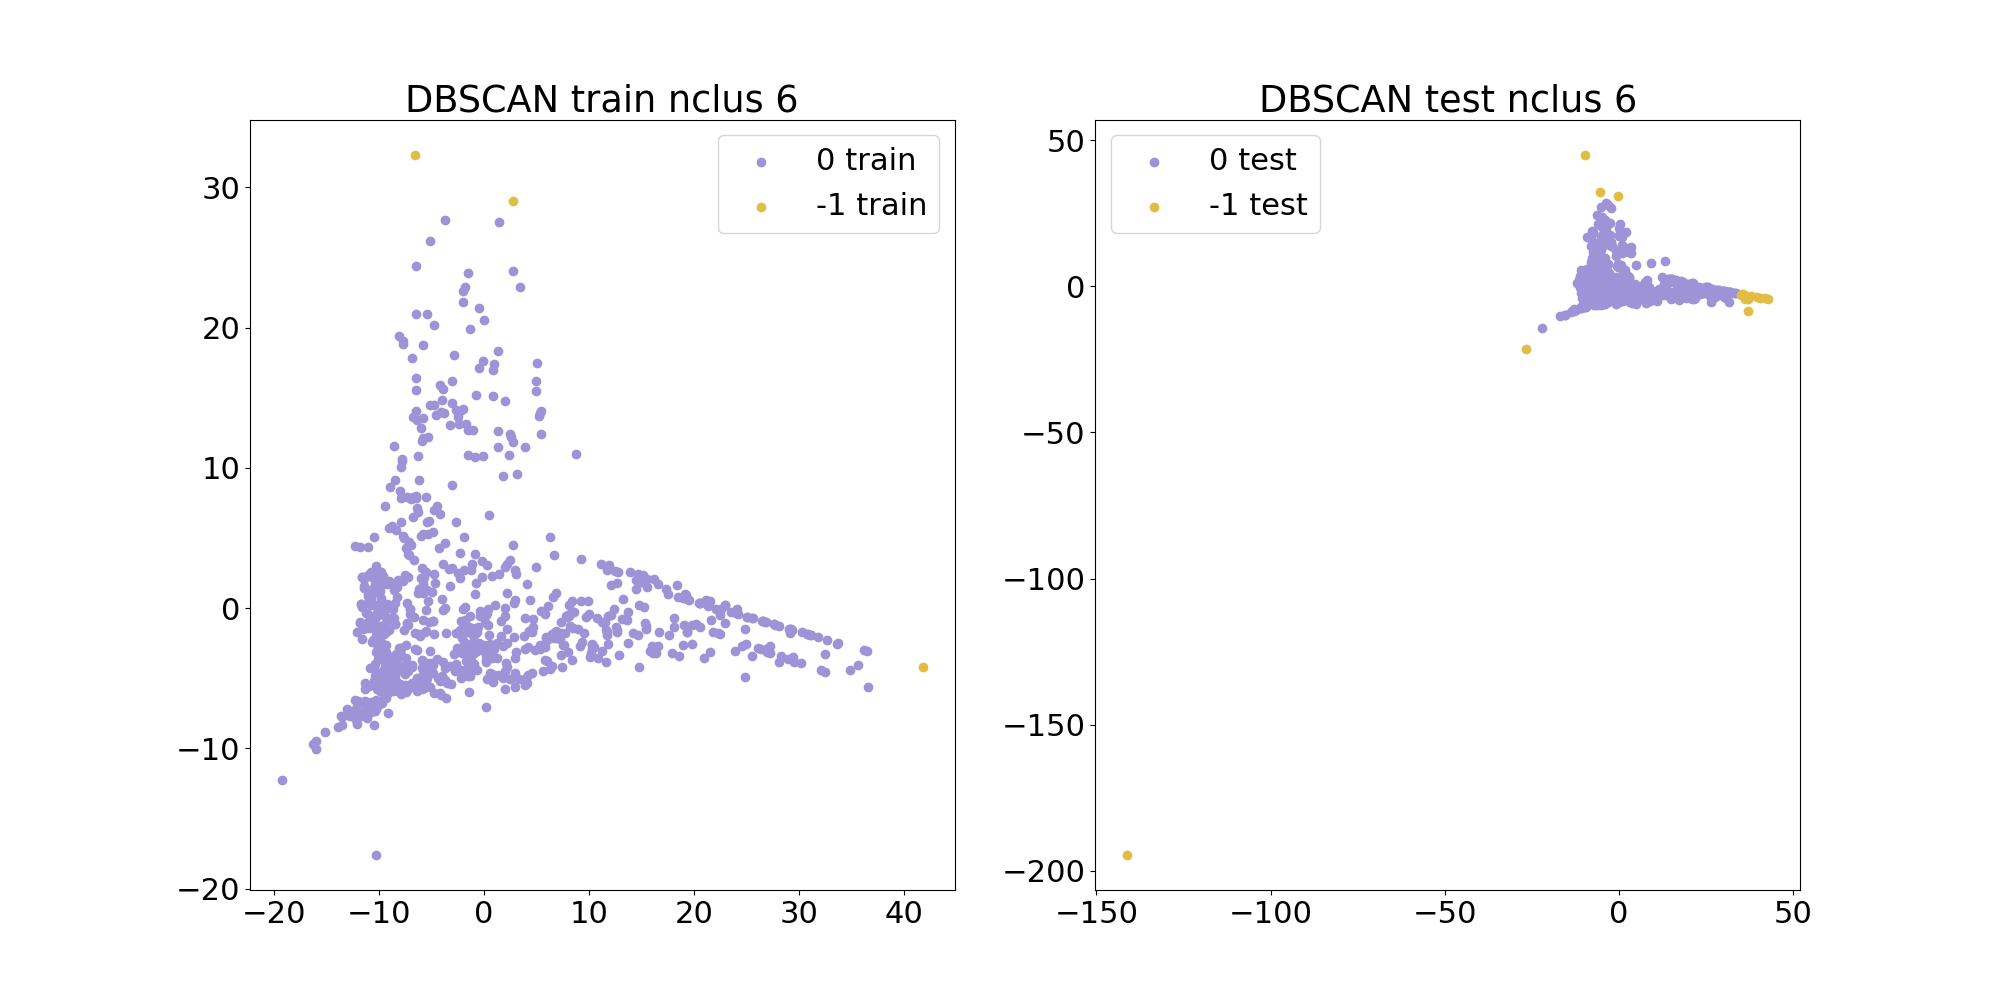 DBSCAN train nclus 6
0 train
-1 train
30
20
10
0
−10
−20
−20 −10 0 10 20 30 40
DBSCAN test nclus 6
0 test
-1 test
50
0
−50
−100
−150
−200
−150 −100 −50 0 50